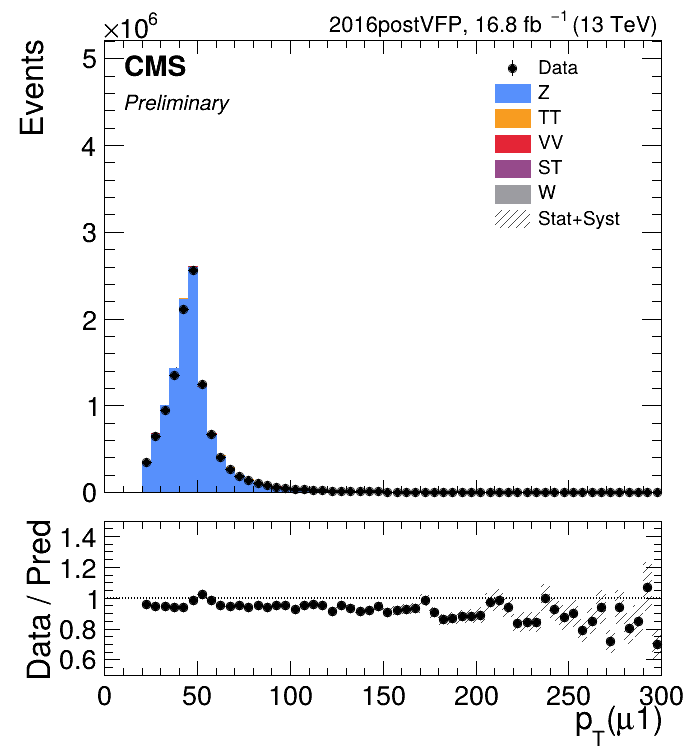 ×10⁶
2016postVFP, 16.8 fb ⁻¹ (13 TeV)
CMS
Preliminary
Events
5
4
3
2
1
0
Data
Z
TT
VV
ST
W
Stat+Syst
Data / Pred
1.4
1.2
1
0.8
0.6
0 50 100 150 200 250 300
p_T(μ1)